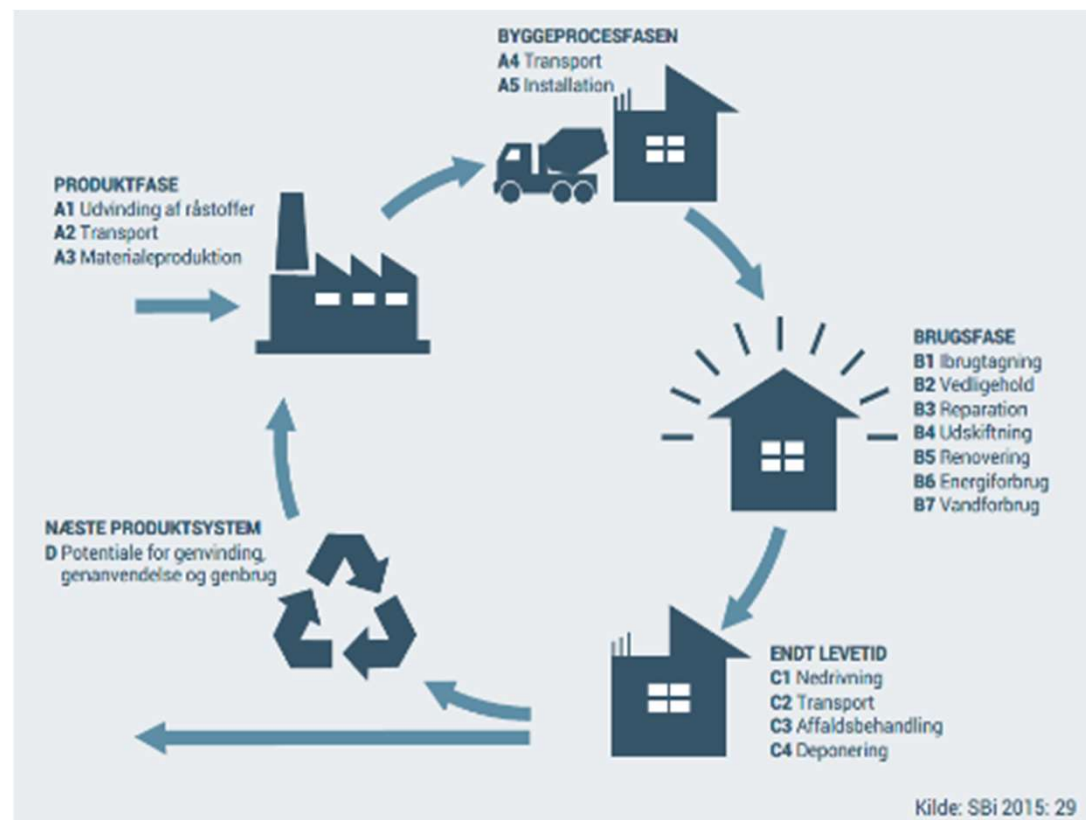 BYGGEPROCESFASEN
A4 Transport
A5 Installation
PRODUKTFASE
A1 Udvinding af råstoffer
A2 Transport
A3 Materialeproduktion
BRUGSFASE
B1 Ibrugtagning
B2 Vedligehold
B3 Reparation
B4 Udskiftning
B5 Renovering
B6 Energiforbrug
B7 Vandforbrug
ENDT LEVETID
C1 Nedrivning
C2 Transport
C3 Affaldsbehandling
C4 Deponering
NÆSTE PRODUKTSYSTEM
D Potentiale for genvinding,
genanvendelse og genbrug
Kilde: SBi 2015: 29